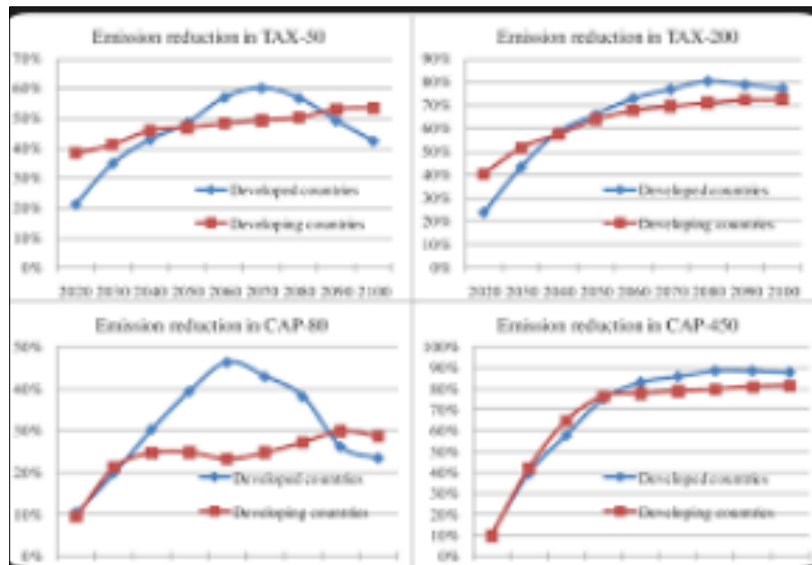 Emission reduction in TAX-50
70%
60%
50%
40%
30%
20%
10%
0%
Developed countries
Developing countries
2020 2030 2040 2050 2060 2070 2080 2090 2100
Emission reduction in TAX-200
90%
80%
70%
60%
50%
40%
30%
20%
10%
0%
Developed countries
Developing countries
2020 2030 2040 2050 2060 2070 2080 2090 2100
Emission reduction in CAP-80
50%
40%
30%
20%
10%
0%
Developed countries
Developing countries
Emission reduction in CAP-450
100%
90%
80%
70%
60%
50%
40%
30%
20%
10%
0%
Developed countries
Developing countries